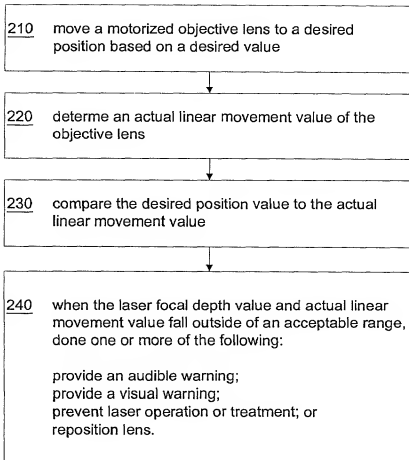 210 move a motorized objective lens to a desired
position based on a desired value
220 determe an actual linear movement value of the
objective lens
230 compare the desired position value to the actual
linear movement value
240 when the laser focal depth value and actual linear
movement value fall outside of an acceptable range,
done one or more of the following:
provide an audible warning;
provide a visual warning;
prevent laser operation or treatment; or
reposition lens.